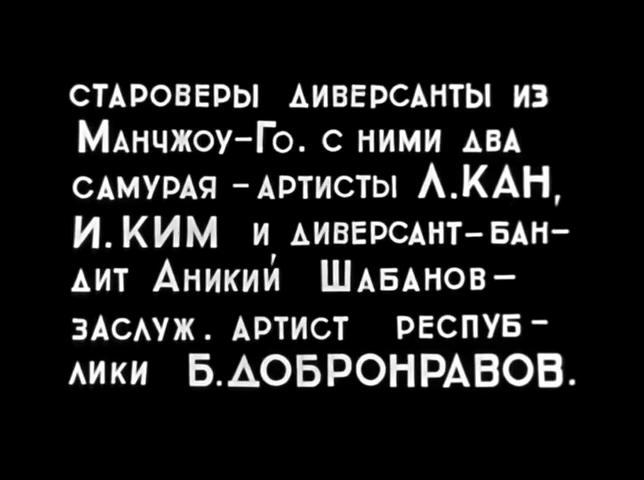 СТАРОВЕРЫ ДИВЕРСАНТЫ ИЗ
МАНЧЖОУ-ГО. С НИМИ ДВА
САМУРАЯ - АРТИСТЫ Л.КАН,
И.КИМ И ДИВЕРСАНТ-БАН-
ДИТ АНИКИЙ ШАБАНОВ-
ЗАСЛУЖ. АРТИСТ РЕСПУБ-
ЛИКИ Б.ДОБРОНРАВОВ.